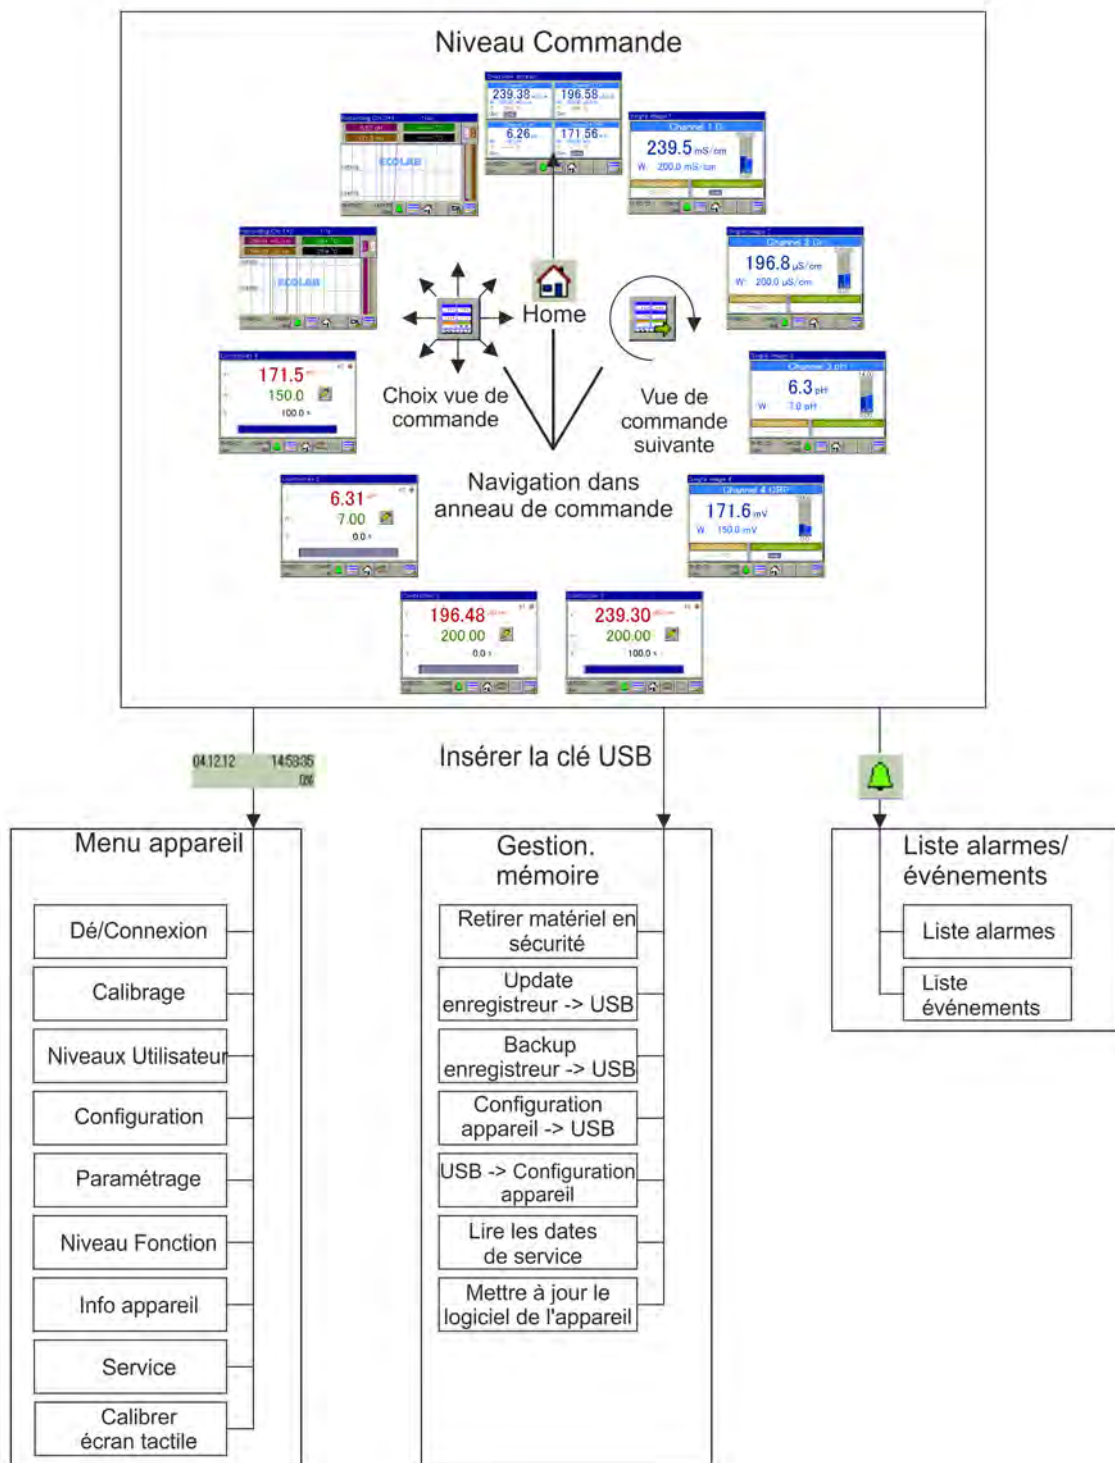 Niveau Commande
239.38
196.58
6.26
171.56
ECOLAB
Channel 1 Ci
239.5 mS/cm
W: 200.0 mS/cm
ECOLAB
196.8 µS/cm
W: 200.0 µS/cm
Home
Choix vue de
commande
Vue de
commande
suivante
171.5
150.0
100.0
Channel 3 pH
6.3 pH
W: 7.0 pH
Navigation dans
anneau de commande
6.31
7.00
0.0
Channel 4 ORP
171.6 mV
W: 150.0 mV
196.48
200.00
0.0
239.30
200.00
100.0
Insérer la clé USB
04.12.12 14:58:35
Menu appareil
Dé/Connexion
Calibrage
Niveaux Utilisateur
Configuration
Paramétrage
Niveau Fonction
Info appareil
Service
Calibrer
écran tactile
Gestion.
mémoire
Retirer matériel en
sécurité
Update
enregistreur -> USB
Backup
enregistreur -> USB
Configuration
appareil -> USB
USB -> Configuration
appareil
Lire les dates
de service
Mettre à jour le
logiciel de l'appareil
Liste alarmes/
événements
Liste alarmes
Liste
événements